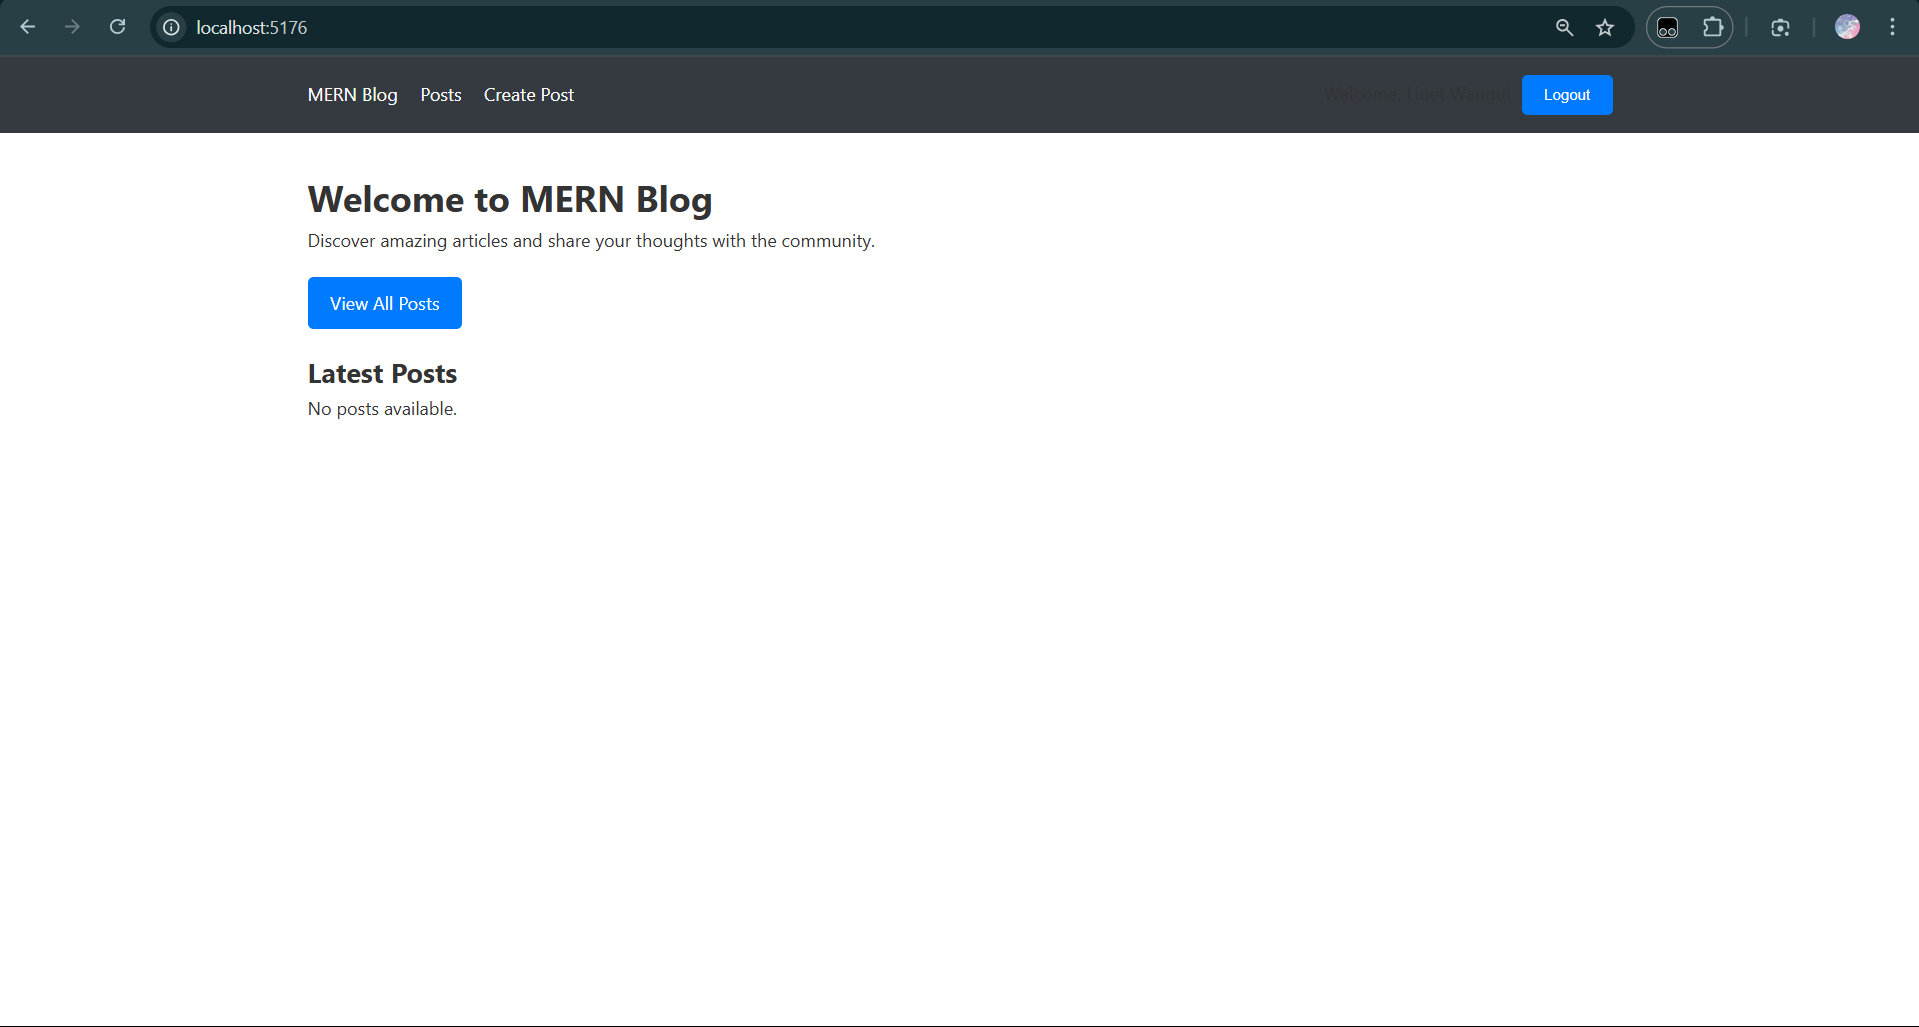 localhost:5176
MERN Blog Posts Create Post Welcome, Linet Wangui Logout
Welcome to MERN Blog
Discover amazing articles and share your thoughts with the community.
View All Posts
Latest Posts
No posts available.